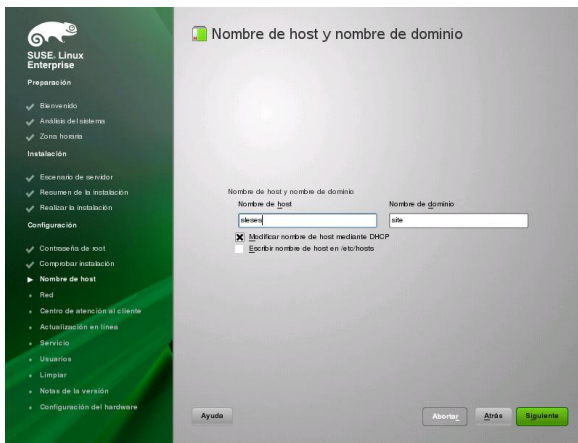 SUSE. Linux
Enterprise
Preparación
Bienvenido
Análisis del sistema
Zona horaria
Instalación
Escenario de servidor
Resumen de la instalación
Realizar la instalación
Configuración
Contraseña de root
Comprobar instalación
Nombre de host
Red
Centro de atención al cliente
Actualización en línea
Servicio
Usuarios
Limpiar
Notas de la versión
Configuración del hardware
Nombre de host y nombre de dominio
Nombre de host y nombre de dominio
Nombre de host Nombre de dominio
sleses site
Modificar nombre de host mediante DHCP
Escribir nombre de host en /etc/hosts
Ayuda Abortar Atrás Siguiente